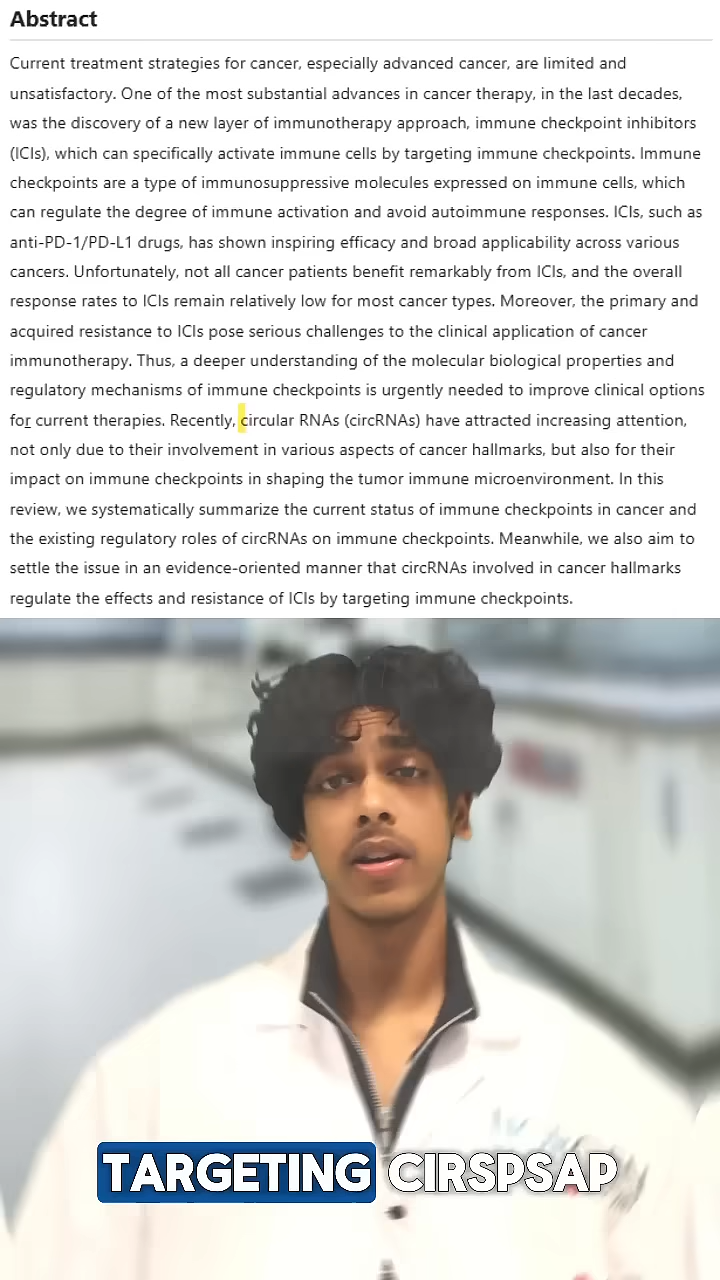 Abstract
Current treatment strategies for cancer, especially advanced cancer, are limited and
unsatisfactory. One of the most substantial advances in cancer therapy, in the last decades,
was the discovery of a new layer of immunotherapy approach, immune checkpoint inhibitors
(ICIs), which can specifically activate immune cells by targeting immune checkpoints. Immune
checkpoints are a type of immunosuppressive molecules expressed on immune cells, which
can regulate the degree of immune activation and avoid autoimmune responses. ICIs, such as
anti-PD-1/PD-L1 drugs, has shown inspiring efficacy and broad applicability across various
cancers. Unfortunately, not all cancer patients benefit remarkably from ICIs, and the overall
response rates to ICIs remain relatively low for most cancer types. Moreover, the primary and
acquired resistance to ICIs pose serious challenges to the clinical application of cancer
immunotherapy. Thus, a deeper understanding of the molecular biological properties and
regulatory mechanisms of immune checkpoints is urgently needed to improve clinical options
for current therapies. Recently, circular RNAs (circRNAs) have attracted increasing attention,
not only due to their involvement in various aspects of cancer hallmarks, but also for their
impact on immune checkpoints in shaping the tumor immune microenvironment. In this
review, we systematically summarize the current status of immune checkpoints in cancer and
the existing regulatory roles of circRNAs on immune checkpoints. Meanwhile, we also aim to
settle the issue in an evidence-oriented manner that circRNAs involved in cancer hallmarks
regulate the effects and resistance of ICIs by targeting immune checkpoints.
TARGETING CIRSPSAP